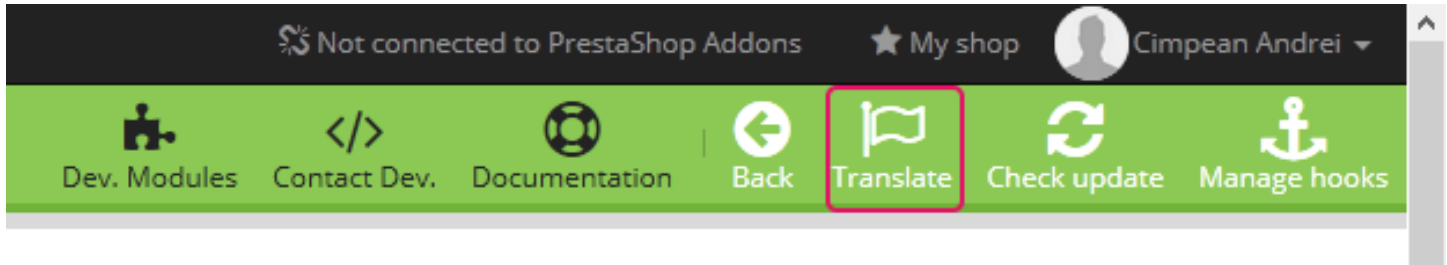 Not connected to PrestaShop Addons My shop Cimpean Andrei
Dev. Modules Contact Dev. Documentation Back Translate Check update Manage hooks